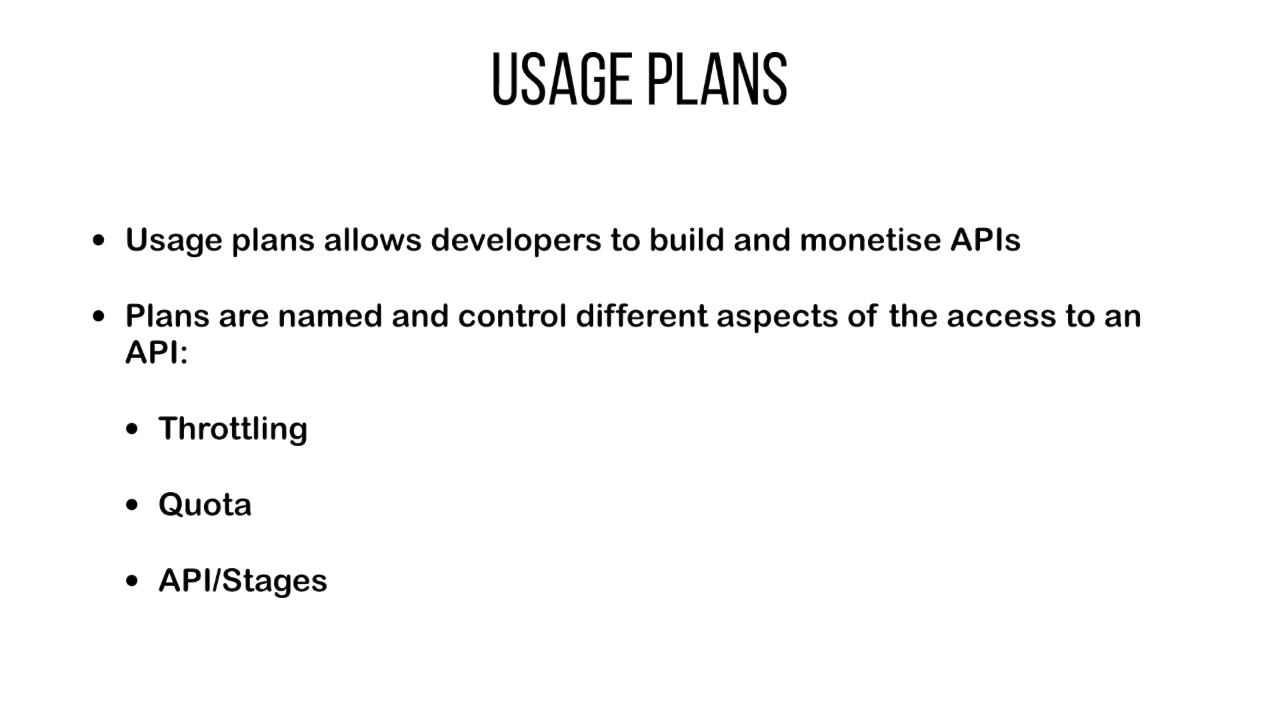 USAGE PLANS
• Usage plans allows developers to build and monetise APIs
• Plans are named and control different aspects of the access to an
API:
• Throttling
• Quota
• API/Stages